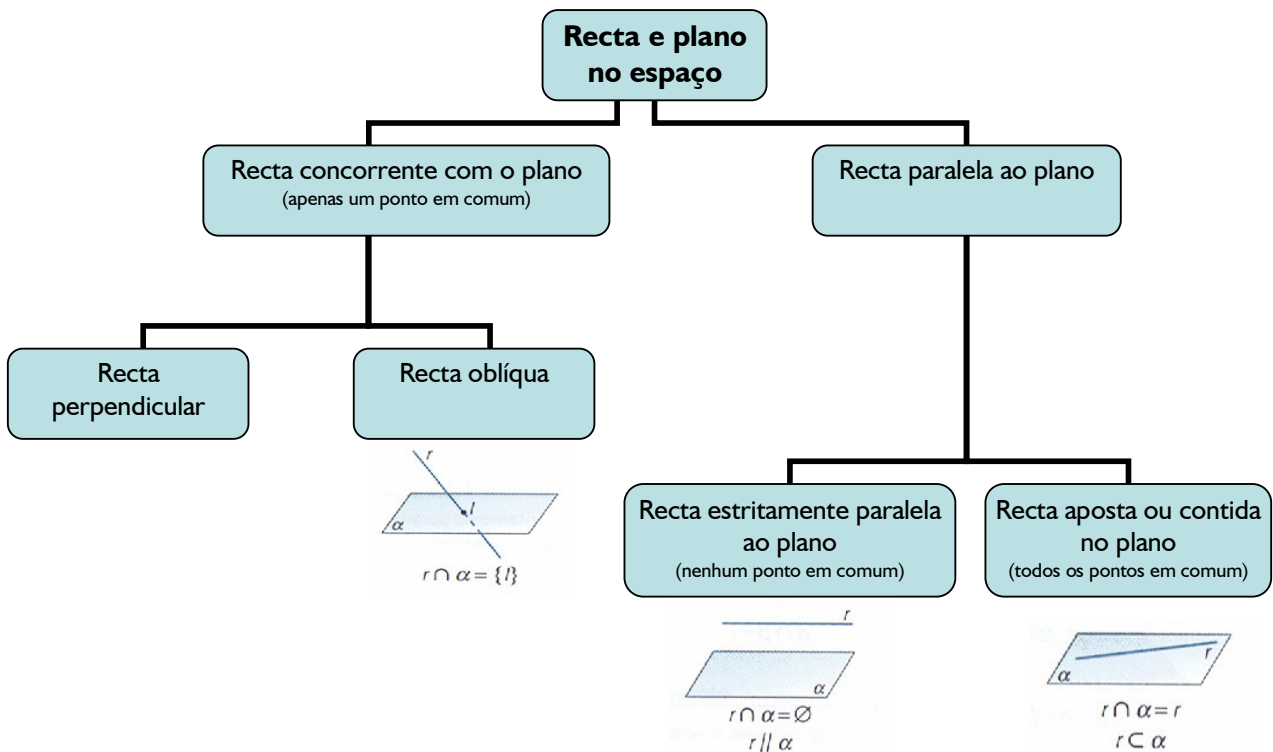 Recta e plano
no espaço
Recta concorrente com o plano
(apenas um ponto em comum)
Recta paralela ao plano
Recta
perpendicular
Recta oblíqua
r
I
α
r ∩ α = {I}
Recta estritamente paralela
ao plano
(nenhum ponto em comum)
Recta aposta ou contida
no plano
(todos os pontos em comum)
r
α
r ∩ α = ∅
r // α
r
α
r ∩ α = r
r ⊂ α